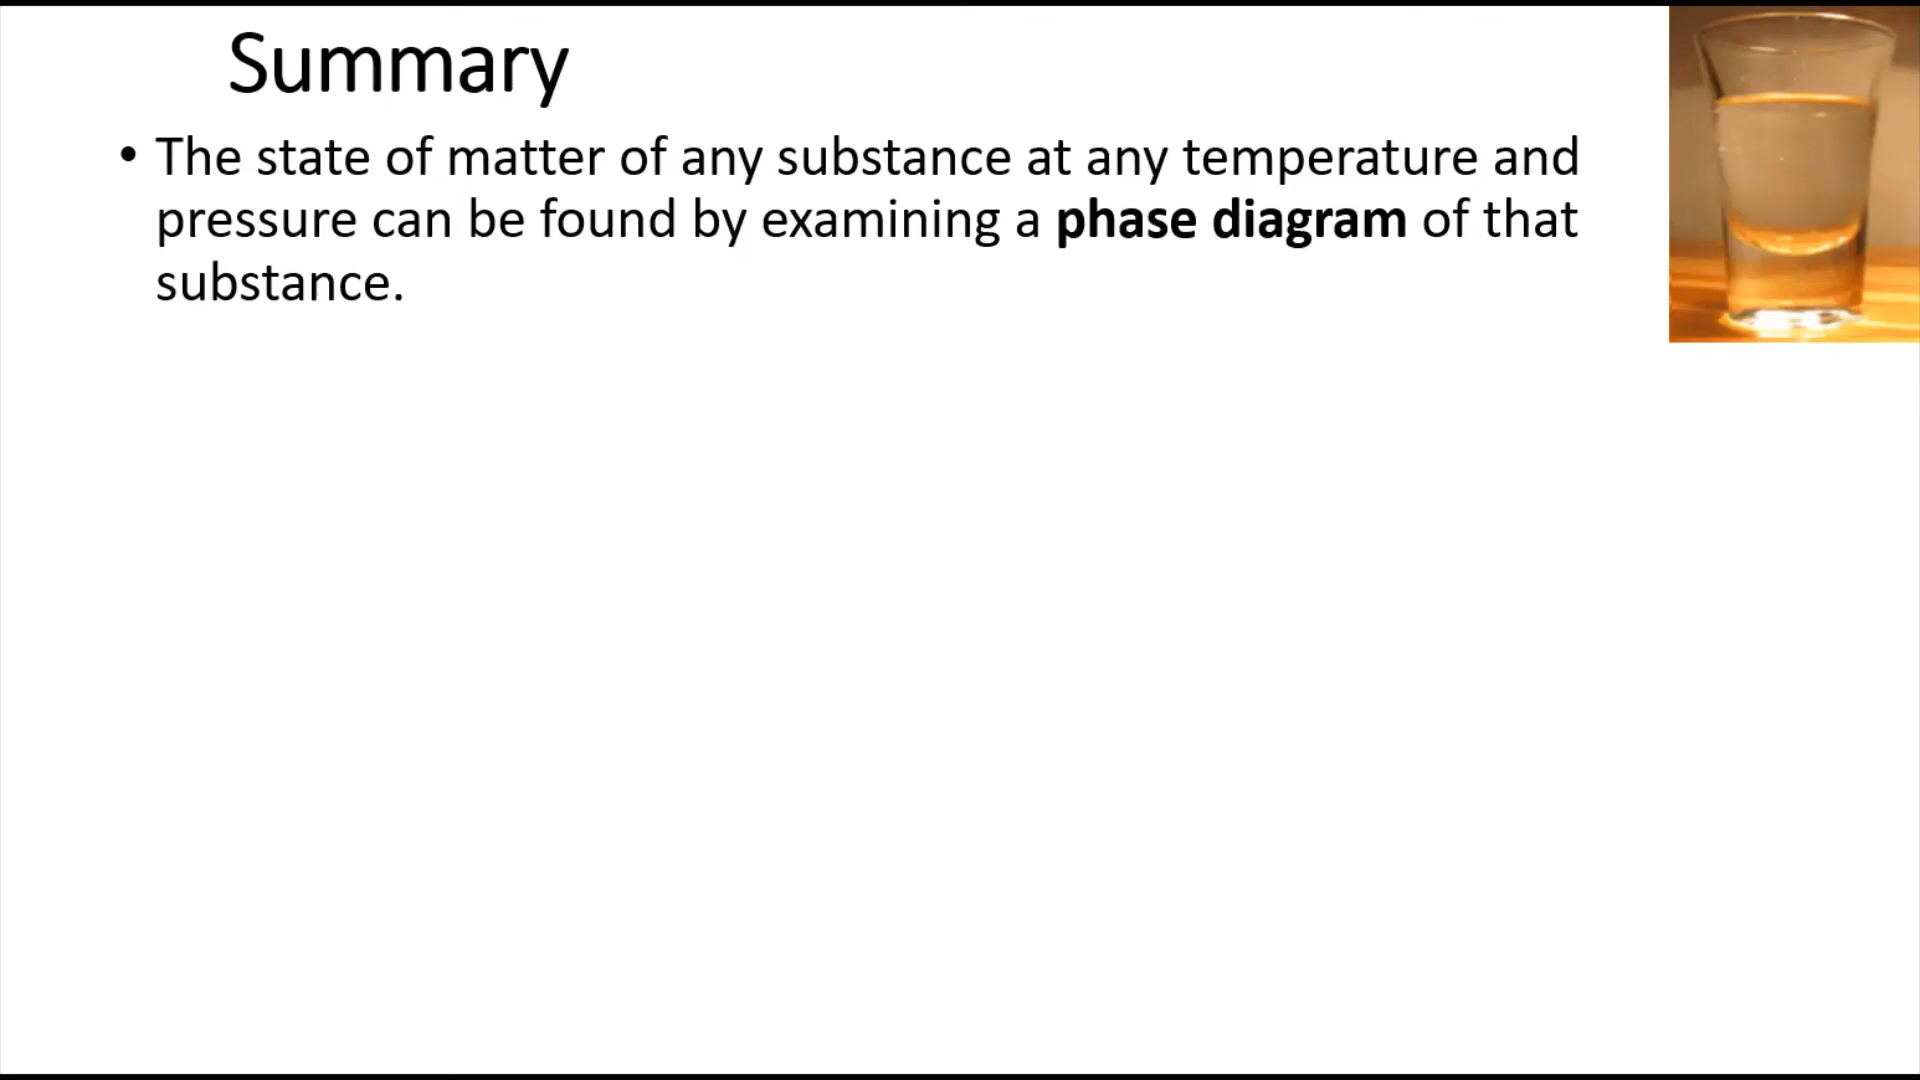 Summary
• The state of matter of any substance at any temperature and
pressure can be found by examining a phase diagram of that
substance.